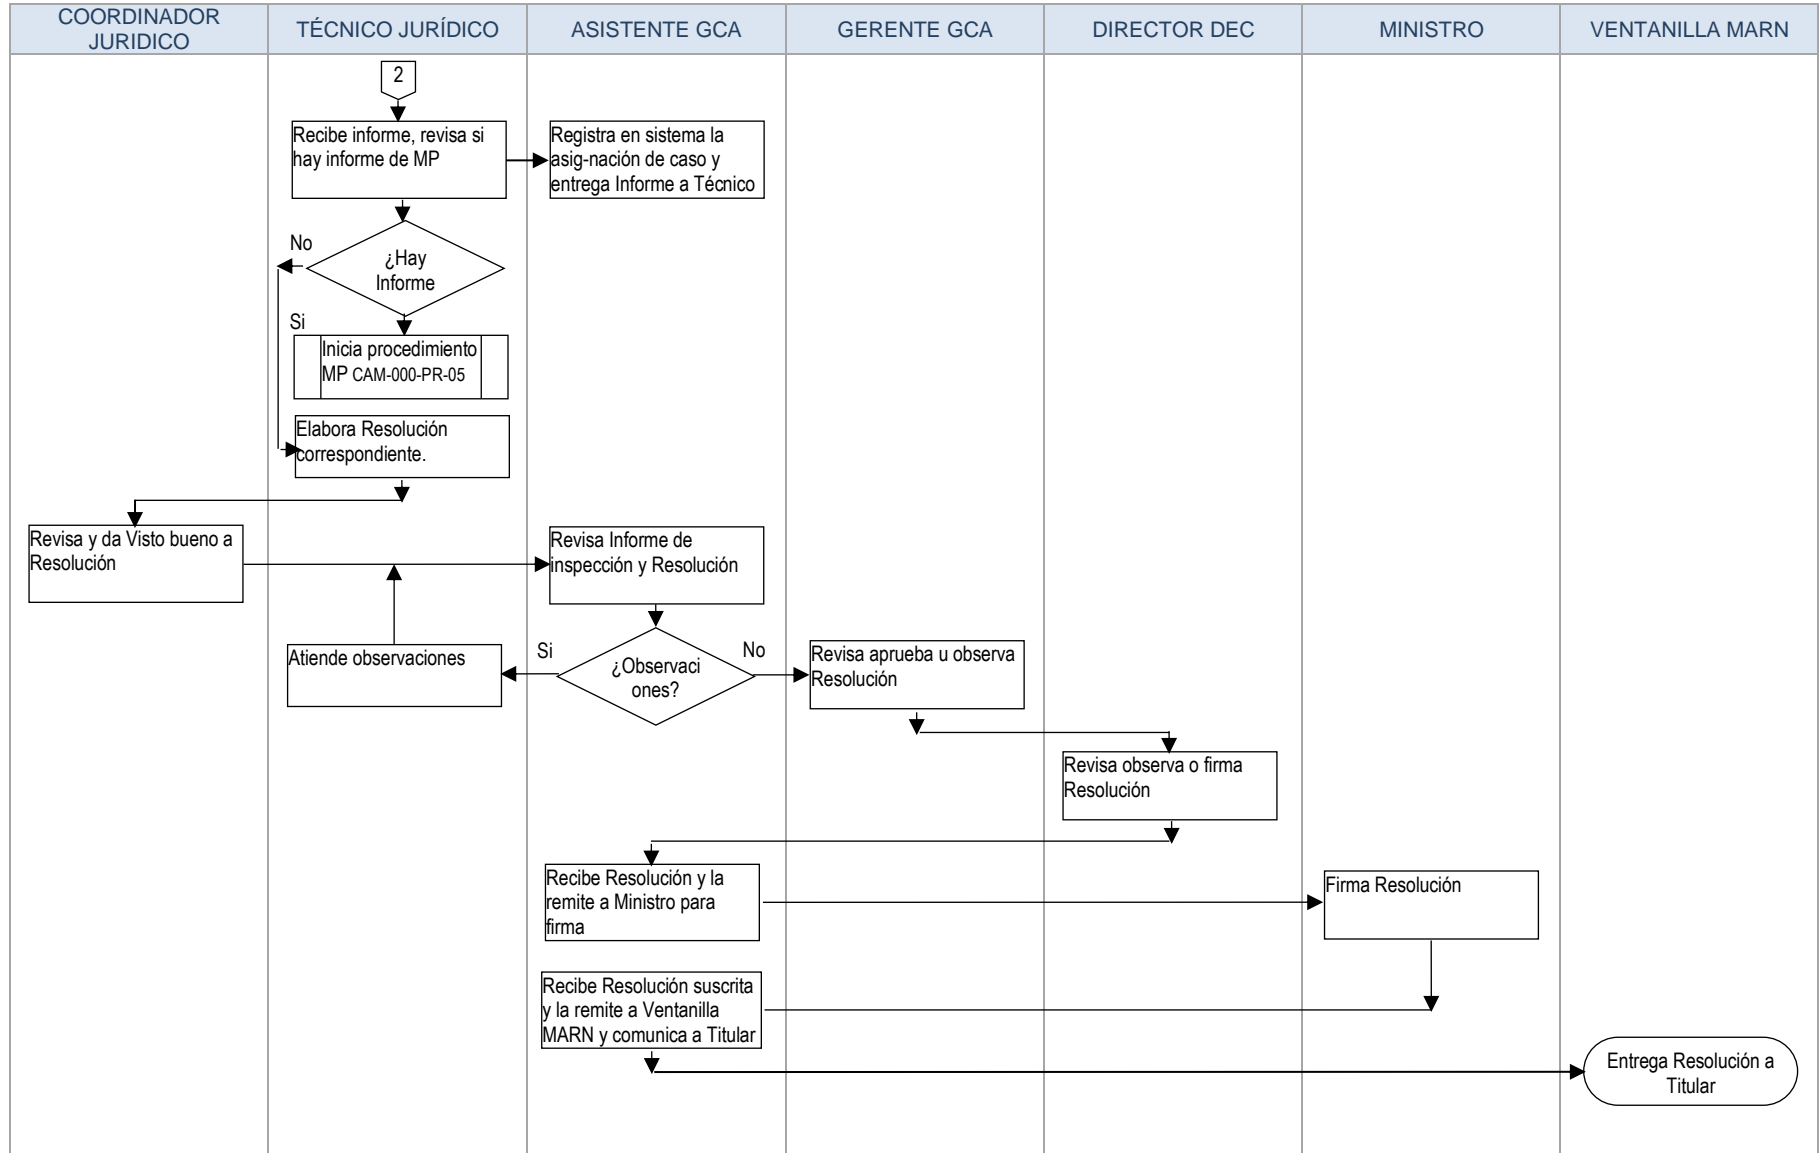 COORDINADOR
JURIDICO
TÉCNICO JURÍDICO
ASISTENTE GCA
GERENTE GCA
DIRECTOR DEC
MINISTRO
VENTANILLA MARN
2
Recibe informe, revisa si
hay informe de MP
Registra en sistema la
asig-nación de caso y
entrega Informe a Técnico
No
¿Hay
Informe
Si
Inicia procedimiento
MP CAM-000-PR-05
Elabora Resolución
correspondiente.
Revisa y da Visto bueno a
Resolución
Revisa Informe de
inspección y Resolución
Atiende observaciones
Si
¿Observaci
ones?
No
Revisa aprueba u observa
Resolución
Revisa observa o firma
Resolución
Recibe Resolución y la
remite a Ministro para
firma
Firma Resolución
Recibe Resolución suscrita
y la remite a Ventanilla
MARN y comunica a Titular
Entrega Resolución a
Titular